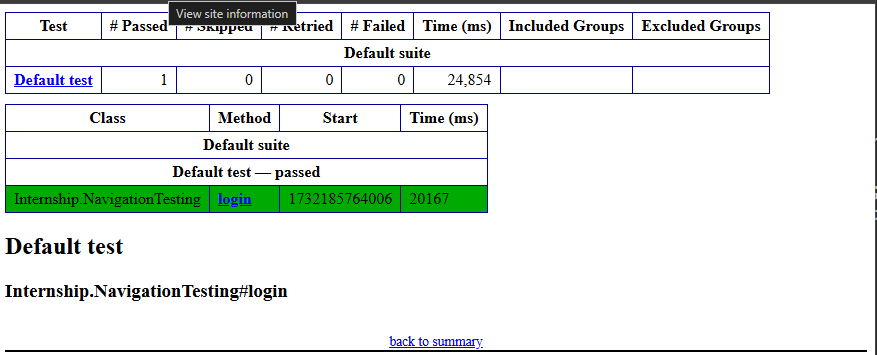 View site information
Test # Passed # Skipped # Retried # Failed Time (ms) Included Groups Excluded Groups
Default suite
Default test 1 0 0 0 24,854
Class Method Start Time (ms)
Default suite
Default test — passed
Internship.NavigationTesting login 1732185764006 20167
Default test
Internship.NavigationTesting#login
back to summary